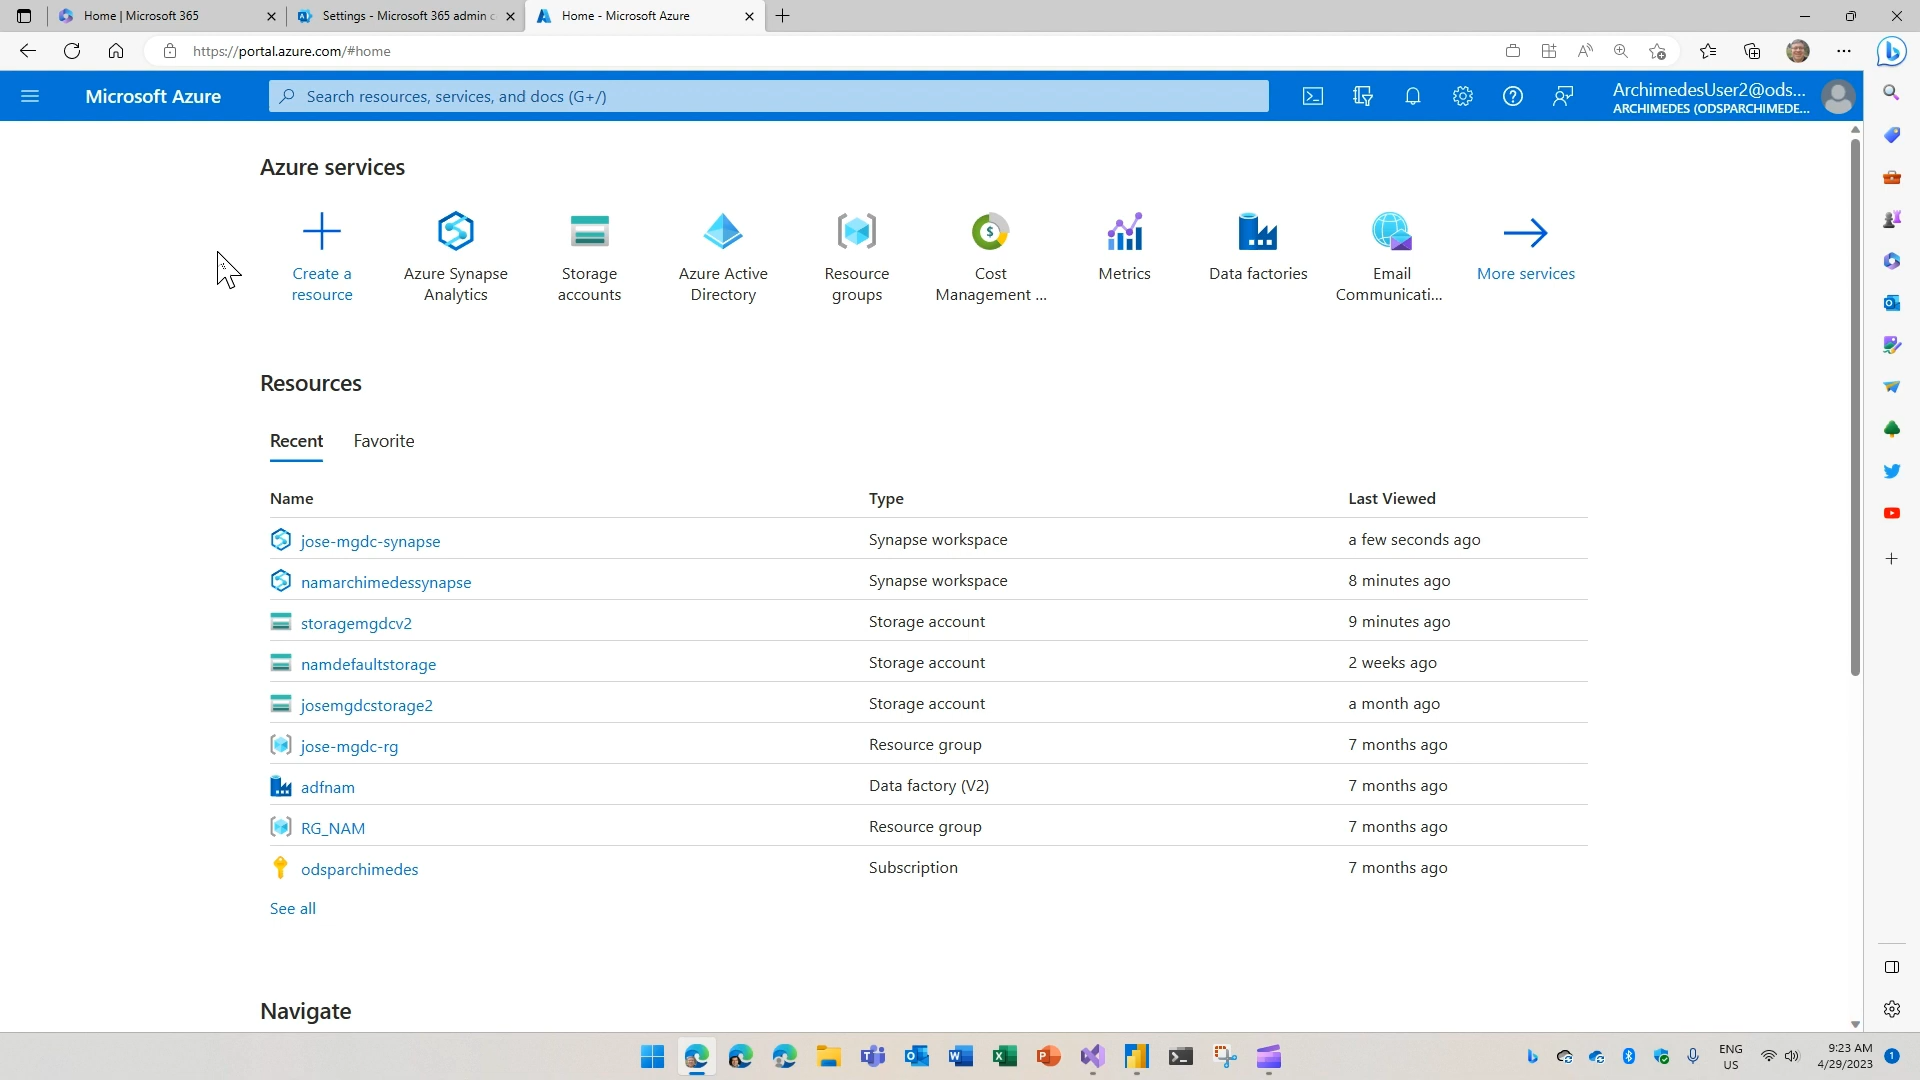 Home | Microsoft 365
Settings - Microsoft 365 admin c
Home - Microsoft Azure
https://portal.azure.com/#home
Microsoft Azure
Search resources, services, and docs (G+/)
ArchimedesUser2@ods...
ARCHIMEDES (ODSPARCHIMEDE...
Azure services
Create a
resource
Azure Synapse
Analytics
Storage
accounts
Azure Active
Directory
Resource
groups
Cost
Management ...
Metrics
Data factories
Email
Communicati...
More services
Resources
Recent Favorite
Name Type Last Viewed
jose-mgdc-synapse Synapse workspace a few seconds ago
namarchimedessynapse Synapse workspace 8 minutes ago
storagemgdcv2 Storage account 9 minutes ago
namdefaultstorage Storage account 2 weeks ago
josemgdcstorage2 Storage account a month ago
jose-mgdc-rg Resource group 7 months ago
adfnam Data factory (V2) 7 months ago
RG_NAM Resource group 7 months ago
odsparchimedes Subscription 7 months ago
See all
Navigate
ENG
US
9:23 AM
4/29/2023
1